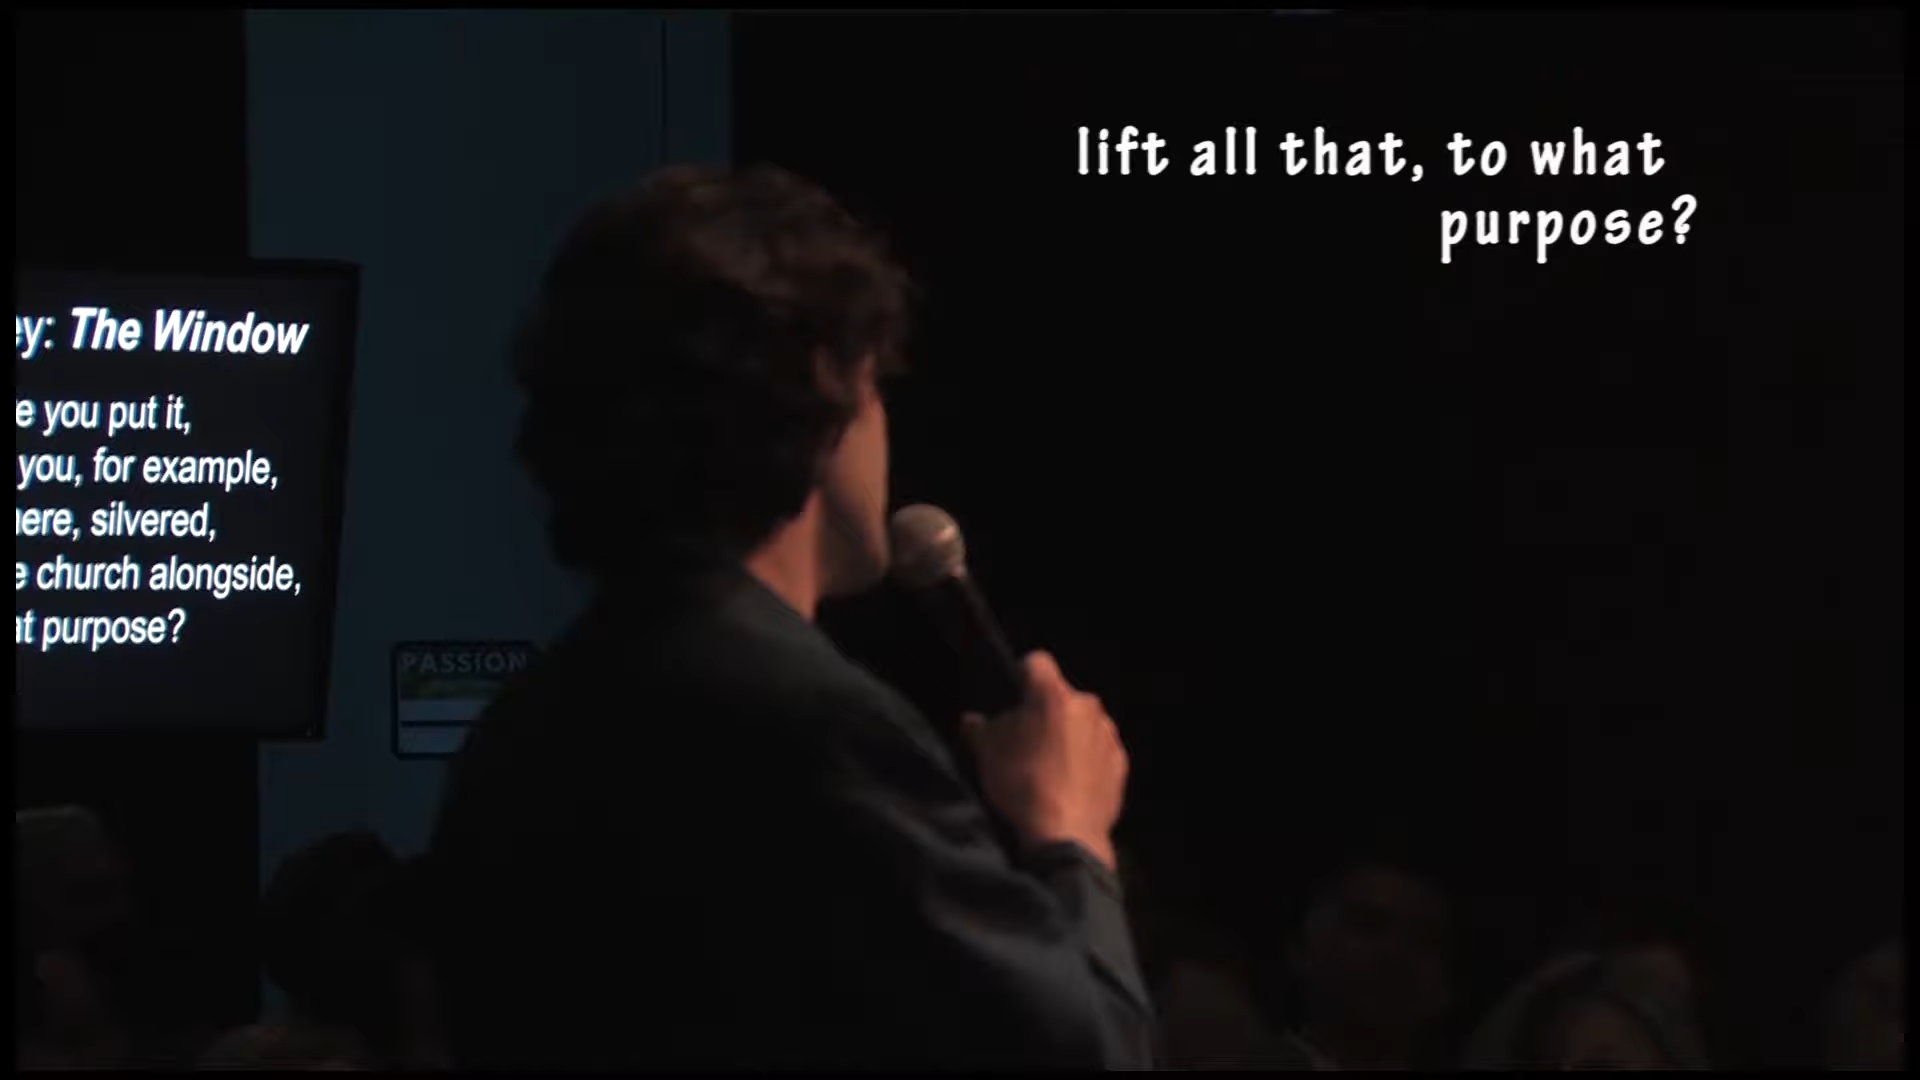 lift all that, to what
purpose?
y: The Window
e you put it,
you, for example,
ere, silvered,
e church alongside,
at purpose?
PASSION